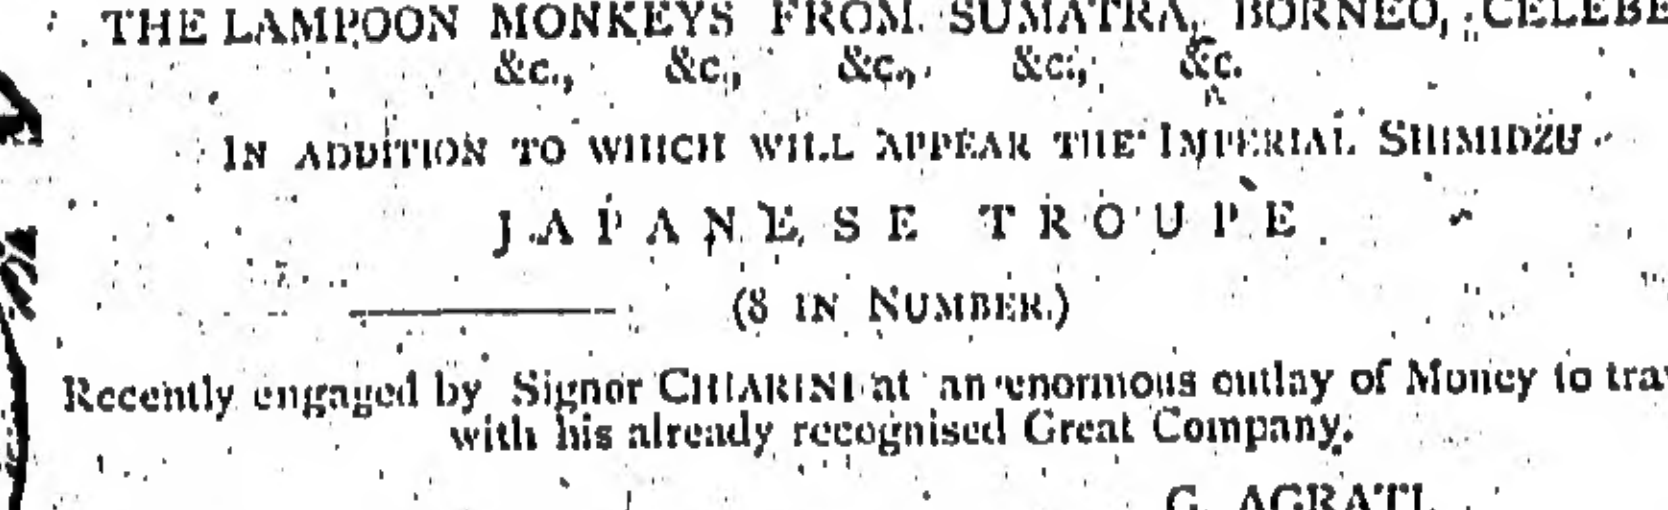 THE LAMPOON MONKEYS FROM SUMATRA, BORNEO, CELEBE
&c., &c., &c., &c., &c.
IN ADDITION TO WHICH WILL APPEAR THE IMPERIAL SHIMIDZU
JAPANESE TROUPE
(8 IN NUMBER.)
Recently engaged by Signor CHIARINI at an enormous outlay of Money to tra
with his already recognised Great Company.
G. AGRATI.